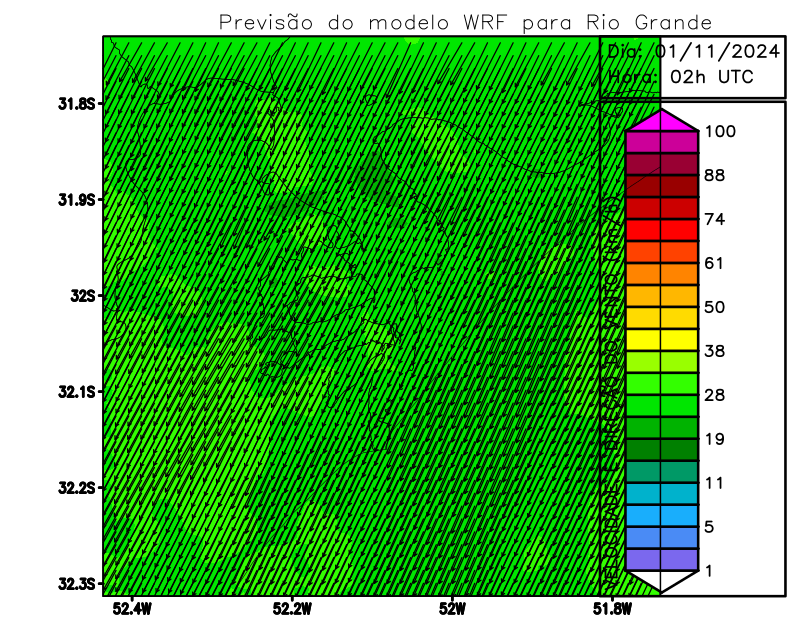 Previsão do modelo WRF para Rio Grande
Dia: 01/11/2024
Hora: 02h UTC
31.8S
31.9S
32S
32.1S
32.2S
32.3S
52.4W
52.2W
52W
51.8W
VELOCIDADE E DIREÇÃO DO VENTO (Km/h)
100
88
74
61
50
38
28
19
11
5
1